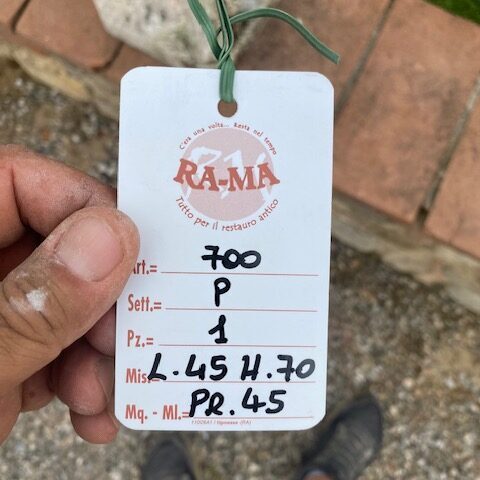 C'era una volta... Resta nel tempo
RA-MA
Tutto per il restauro antico
Art.= 700
Sett.= P
Pz.= 1
Mis. L.45 H.70
Mq. - Ml.= PR.45